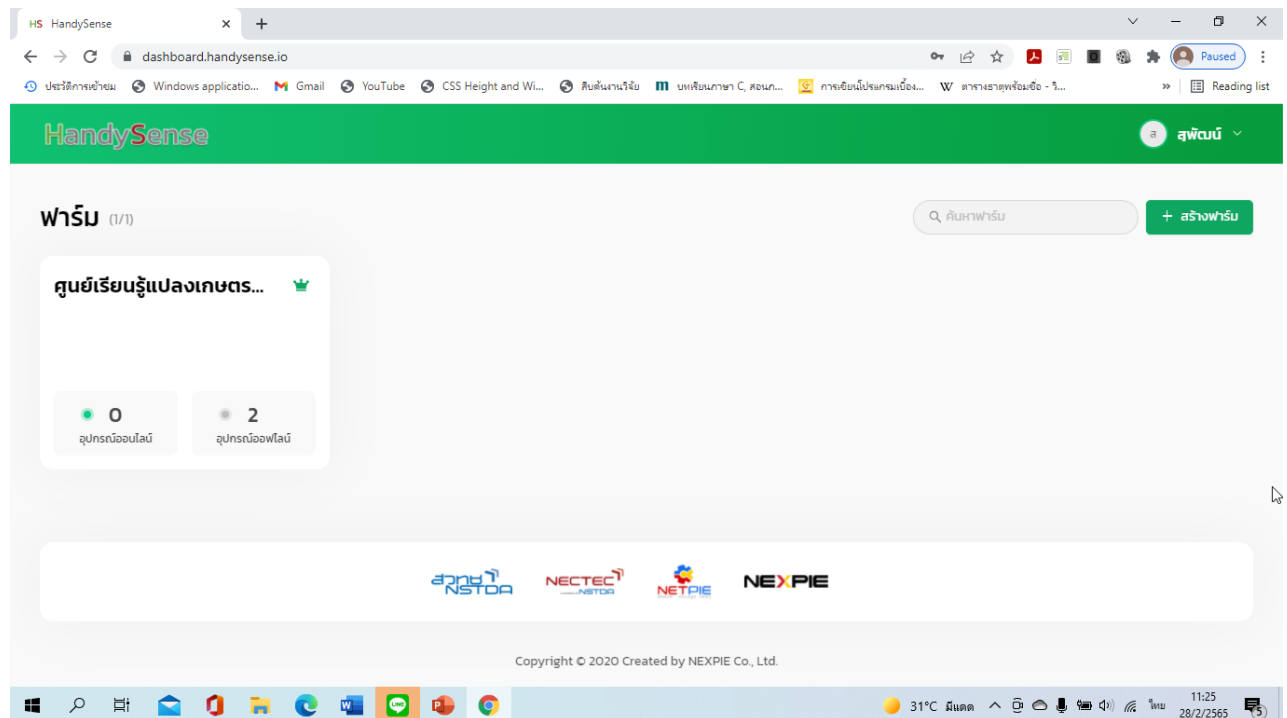 HS HandySense
dashboard.handysense.io
Paused
ประวัติการเข้าชม Windows applicatio... Gmail YouTube CSS Height and Wi... สืบค้นงานวิจัย บทเรียนภาษา C, สอนภ... การเขียนโปรแกรมเบื้อง... W ตารางธาตุพร้อมชื่อ - วิ... » Reading list
HandySense
ส สุพัฒน์
ฟาร์ม (1/1)
ค้นหาฟาร์ม
+ สร้างฟาร์ม
ศูนย์เรียนรู้แปลงเกษตร...
0
อุปกรณ์ออนไลน์
2
อุปกรณ์ออฟไลน์
สวทช NSTDA
NECTEC NSTDA
NETPIE
NEXPIE
Copyright © 2020 Created by NEXPIE Co., Ltd.
31°C มีแดด
ไทย
11:25
28/2/2565
5